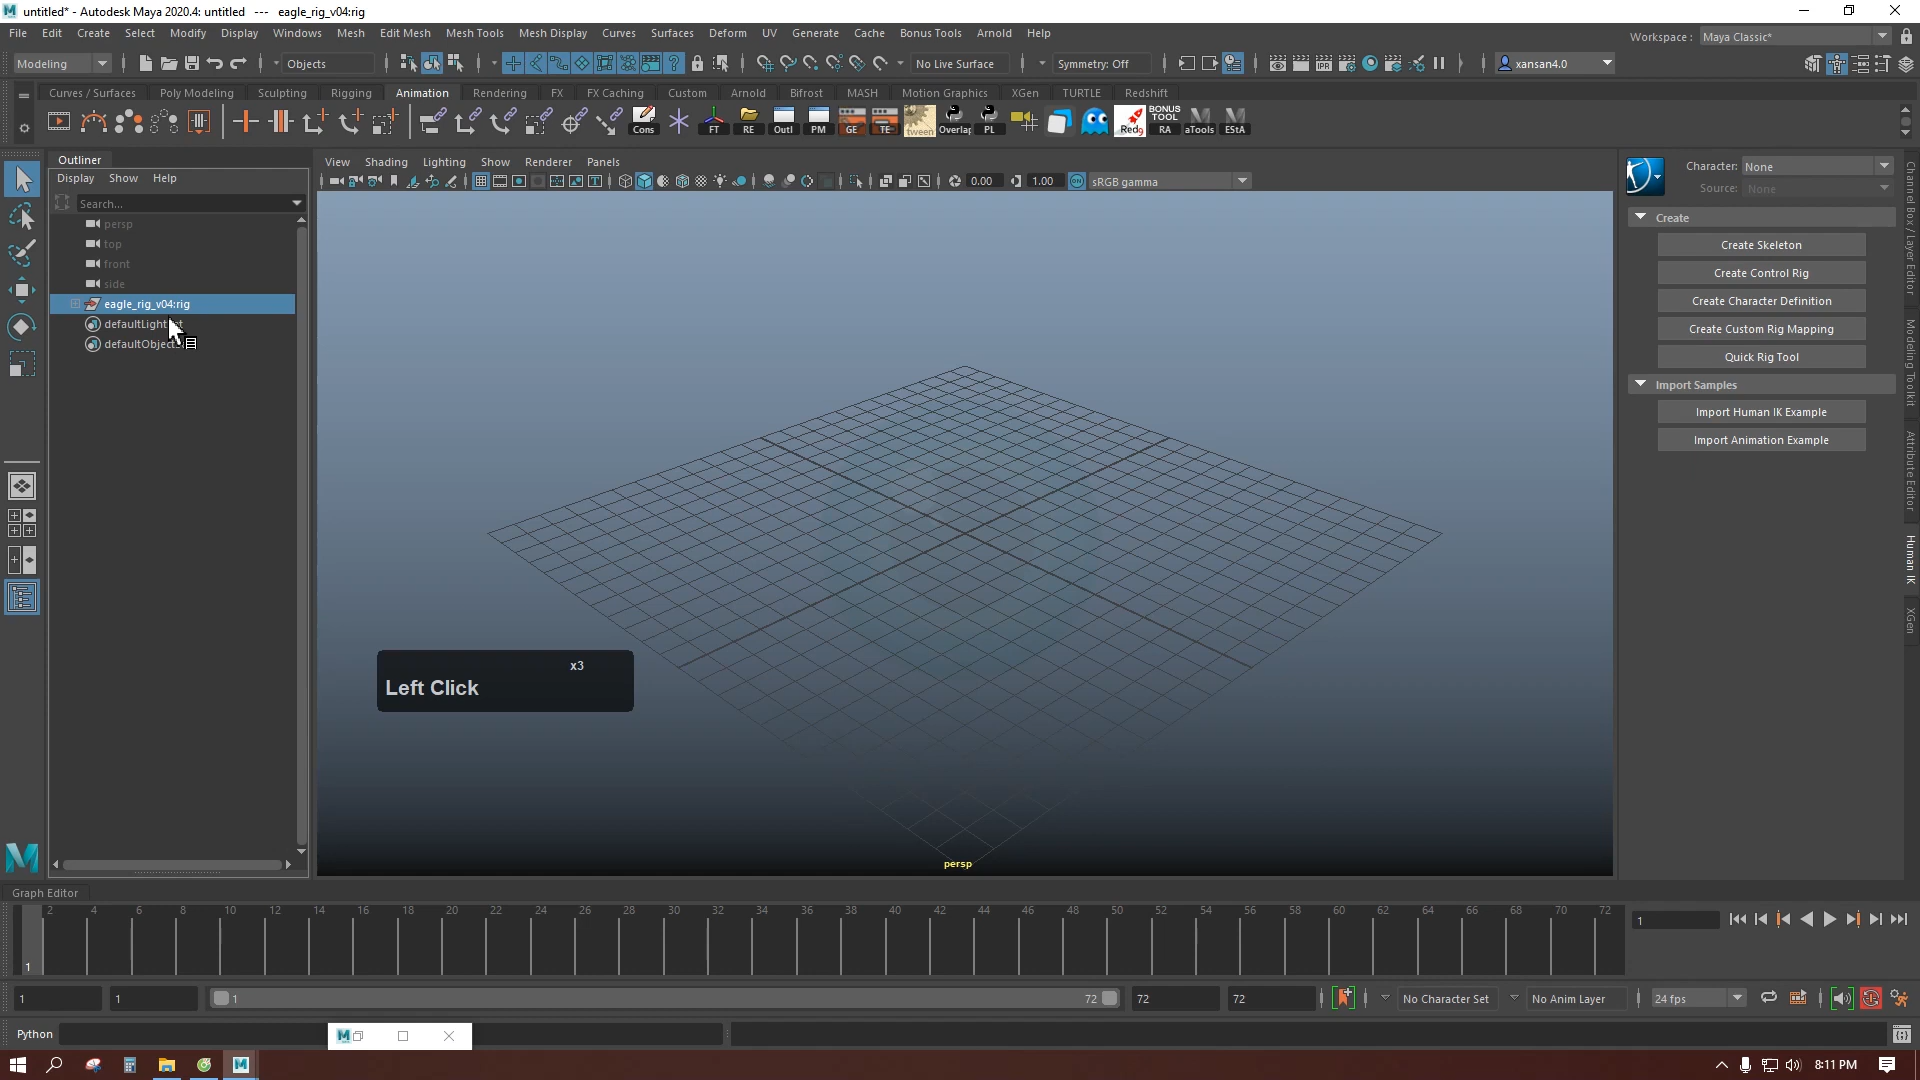 untitled* - Autodesk Maya 2020.4: untitled --- eagle_rig_v04:rig
File Edit Create Select Modify Display Windows Mesh Edit Mesh Mesh Tools Mesh Display Curves Surfaces Deform UV Generate Cache Bonus Tools Arnold Help
Workspace : Maya Classic*
Modeling Objects No Live Surface Symmetry: Off xansan4.0
Curves / Surfaces Poly Modeling Sculpting Rigging Animation Rendering FX FX Caching Custom Arnold Bifrost MASH Motion Graphics XGen TURTLE Redshift
Cons FT RE Outl PM GE TE tween Overlap PL Reds BONUS TOOL RA aTools EStA
Outliner
Display Show Help
Search...
persp
top
front
side
eagle_rig_v04:rig
defaultLight
defaultObjec
View Shading Lighting Show Renderer Panels
0.00 1.00 sRGB gamma
x3
Left Click
persp
Character: None
Source: None
Create
Create Skeleton
Create Control Rig
Create Character Definition
Create Custom Rig Mapping
Quick Rig Tool
Import Samples
Import Human IK Example
Import Animation Example
Channel Box / Layer Editor
Modeling Toolkit
Attribute Editor
Human IK
XGen
Graph Editor
2 4 6 8 10 12 14 16 18 20 22 24 26 28 30 32 34 36 38 40 42 44 46 48 50 52 54 56 58 60 62 64 66 68 70 72
1
1
1 1 1 72 72 72 No Character Set No Anim Layer 24 fps
Python
8:11 PM